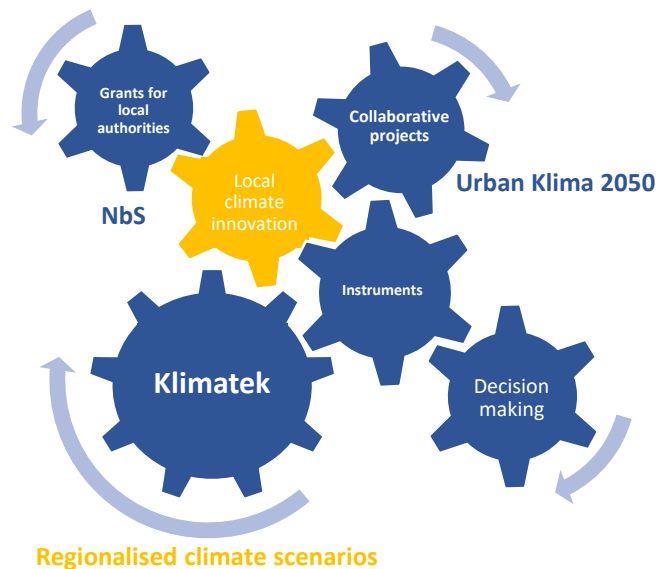 Grants for
local
authorities
Collaborative
projects
Local
climate
innovation
Urban Klima 2050
NbS
Instruments
Klimatek
Decision
making
Regionalised climate scenarios